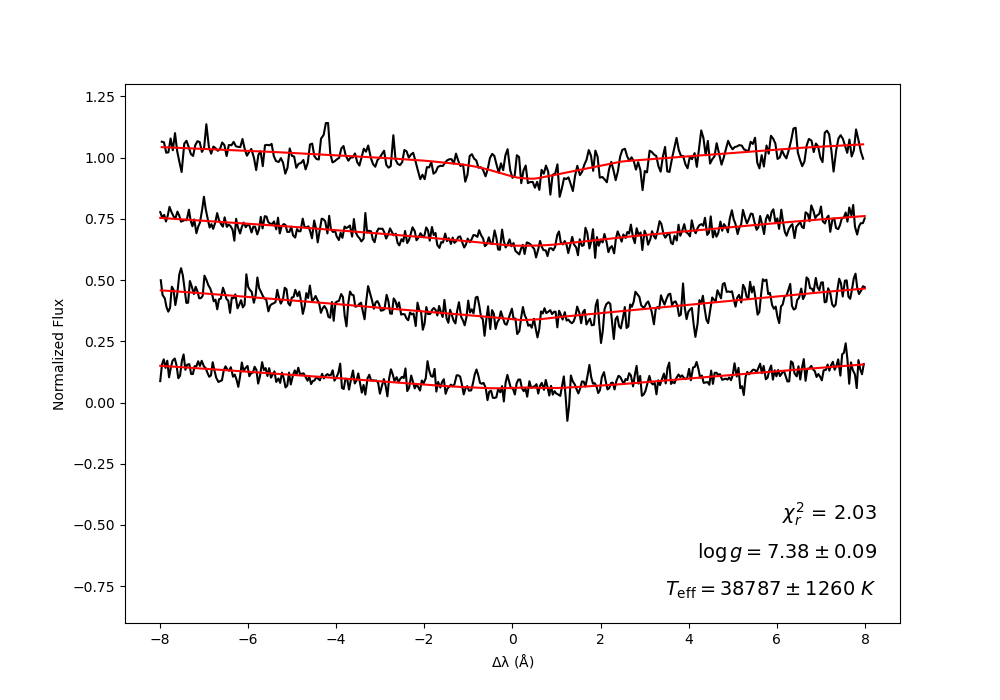 1.25
1.00
0.75
0.50
0.25
0.00
−0.25
−0.50
−0.75
Normalized Flux
χ²ᵣ = 2.03
log g = 7.38 ± 0.09
T_eff = 38787 ± 1260 K
−8 −6 −4 −2 0 2 4 6 8
Δλ (Å)